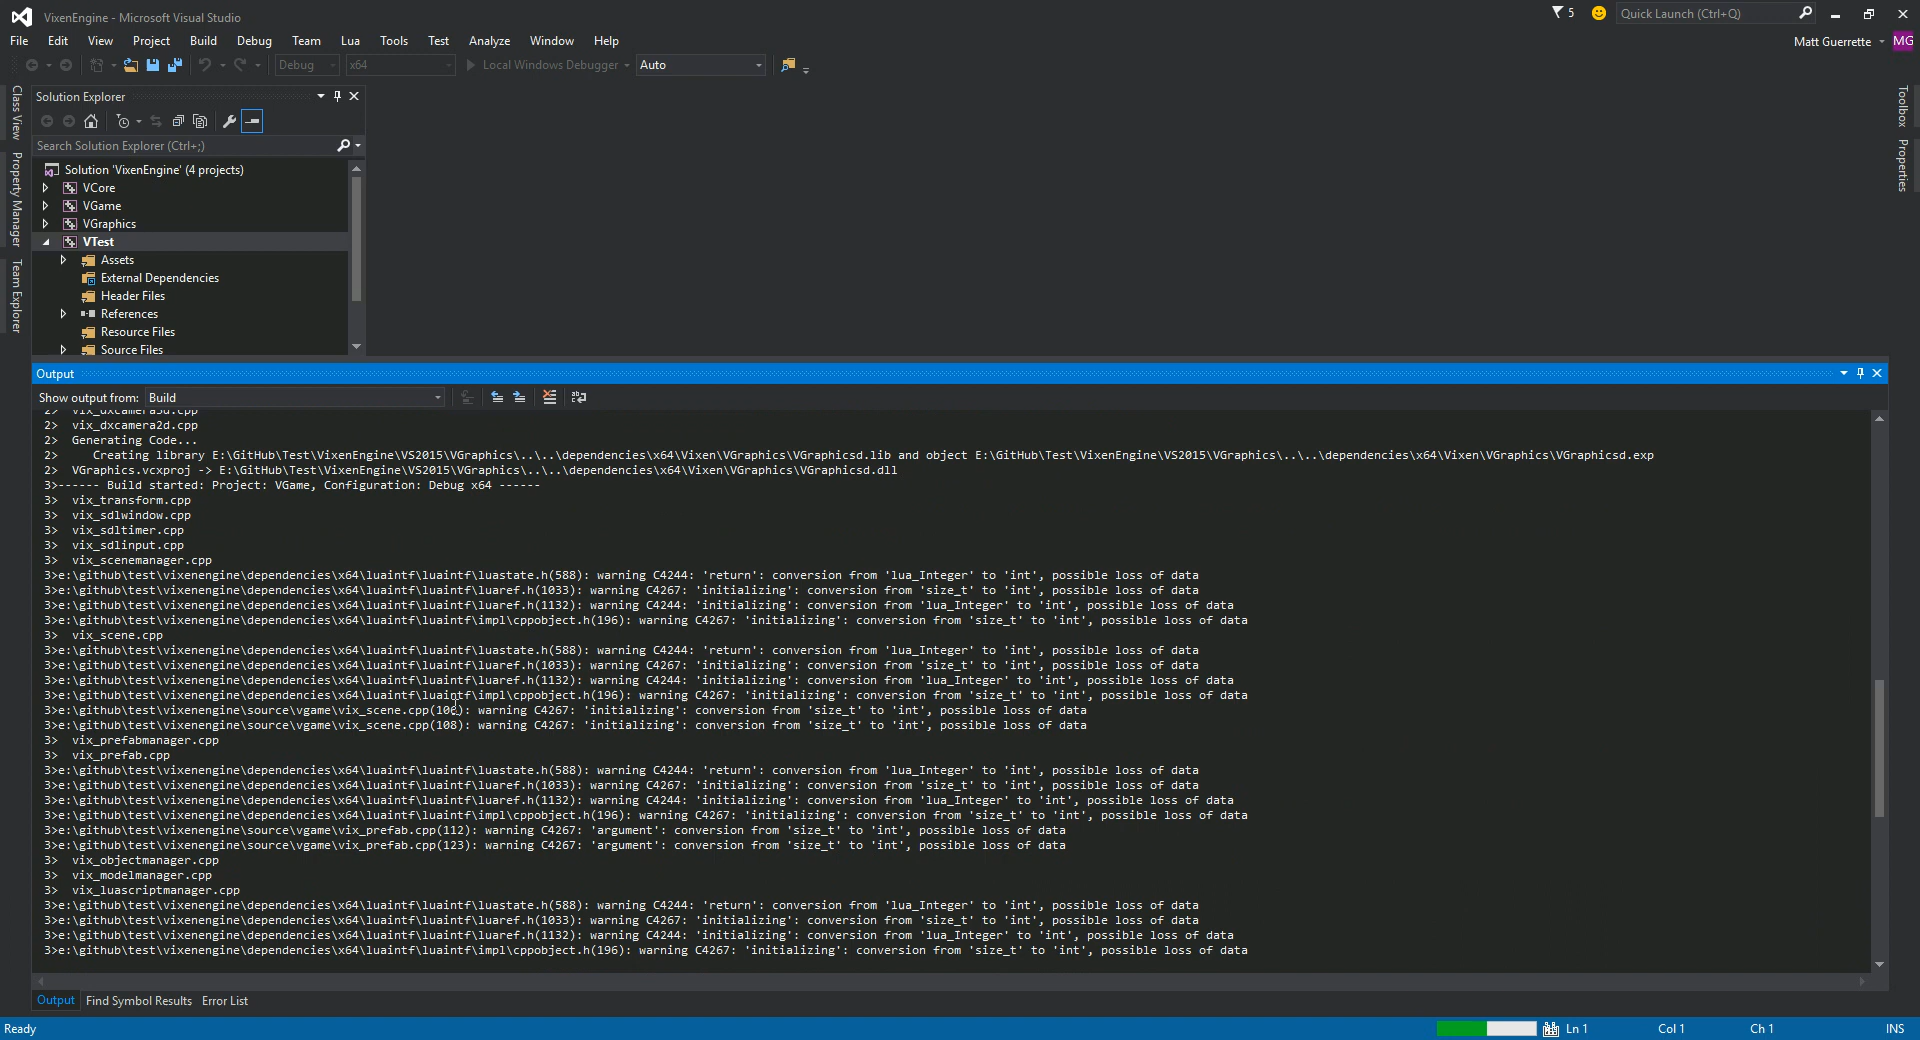 VixenEngine - Microsoft Visual Studio
5
Quick Launch (Ctrl+Q)
File Edit View Project Build Debug Team Lua Tools Test Analyze Window Help
Matt Guerrette MG
Debug x64 Local Windows Debugger Auto
Class View
Property Manager
Team Explorer
Toolbox
Properties
Solution Explorer
Search Solution Explorer (Ctrl+;)
Solution 'VixenEngine' (4 projects)
VCore
VGame
VGraphics
VTest
Assets
External Dependencies
Header Files
References
Resource Files
Source Files
Output
Show output from: Build
2> vix_dxcamera3d.cpp
2> vix_dxcamera2d.cpp
2> Generating Code...
2> Creating library E:\GitHub\Test\VixenEngine\VS2015\VGraphics\..\..\dependencies\x64\Vixen\VGraphics\VGraphicsd.lib and object E:\GitHub\Test\VixenEngine\VS2015\VGraphics\..\..\dependencies\x64\Vixen\VGraphics\VGraphicsd.exp
2> VGraphics.vcxproj -> E:\GitHub\Test\VixenEngine\VS2015\VGraphics\..\..\dependencies\x64\Vixen\VGraphics\VGraphicsd.dll
3>------ Build started: Project: VGame, Configuration: Debug x64 ------
3> vix_transform.cpp
3> vix_sdlwindow.cpp
3> vix_sdltimer.cpp
3> vix_sdlinput.cpp
3> vix_scenemanager.cpp
3>e:\github\test\vixenengine\dependencies\x64\luaintf\luaintf\luastate.h(588): warning C4244: 'return': conversion from 'lua_Integer' to 'int', possible loss of data
3>e:\github\test\vixenengine\dependencies\x64\luaintf\luaintf\luaref.h(1033): warning C4267: 'initializing': conversion from 'size_t' to 'int', possible loss of data
3>e:\github\test\vixenengine\dependencies\x64\luaintf\luaintf\luaref.h(1132): warning C4244: 'initializing': conversion from 'lua_Integer' to 'int', possible loss of data
3>e:\github\test\vixenengine\dependencies\x64\luaintf\luaintf\impl\cppobject.h(196): warning C4267: 'initializing': conversion from 'size_t' to 'int', possible loss of data
3> vix_scene.cpp
3>e:\github\test\vixenengine\dependencies\x64\luaintf\luaintf\luastate.h(588): warning C4244: 'return': conversion from 'lua_Integer' to 'int', possible loss of data
3>e:\github\test\vixenengine\dependencies\x64\luaintf\luaintf\luaref.h(1033): warning C4267: 'initializing': conversion from 'size_t' to 'int', possible loss of data
3>e:\github\test\vixenengine\dependencies\x64\luaintf\luaintf\luaref.h(1132): warning C4244: 'initializing': conversion from 'lua_Integer' to 'int', possible loss of data
3>e:\github\test\vixenengine\dependencies\x64\luaintf\luaintf\impl\cppobject.h(196): warning C4267: 'initializing': conversion from 'size_t' to 'int', possible loss of data
3>e:\github\test\vixenengine\source\vgame\vix_scene.cpp(106): warning C4267: 'initializing': conversion from 'size_t' to 'int', possible loss of data
3>e:\github\test\vixenengine\source\vgame\vix_scene.cpp(108): warning C4267: 'initializing': conversion from 'size_t' to 'int', possible loss of data
3> vix_prefabmanager.cpp
3> vix_prefab.cpp
3>e:\github\test\vixenengine\dependencies\x64\luaintf\luaintf\luastate.h(588): warning C4244: 'return': conversion from 'lua_Integer' to 'int', possible loss of data
3>e:\github\test\vixenengine\dependencies\x64\luaintf\luaintf\luaref.h(1033): warning C4267: 'initializing': conversion from 'size_t' to 'int', possible loss of data
3>e:\github\test\vixenengine\dependencies\x64\luaintf\luaintf\luaref.h(1132): warning C4244: 'initializing': conversion from 'lua_Integer' to 'int', possible loss of data
3>e:\github\test\vixenengine\dependencies\x64\luaintf\luaintf\impl\cppobject.h(196): warning C4267: 'initializing': conversion from 'size_t' to 'int', possible loss of data
3>e:\github\test\vixenengine\source\vgame\vix_prefab.cpp(112): warning C4267: 'argument': conversion from 'size_t' to 'int', possible loss of data
3>e:\github\test\vixenengine\source\vgame\vix_prefab.cpp(123): warning C4267: 'argument': conversion from 'size_t' to 'int', possible loss of data
3> vix_objectmanager.cpp
3> vix_modelmanager.cpp
3> vix_luascriptmanager.cpp
3>e:\github\test\vixenengine\dependencies\x64\luaintf\luaintf\luastate.h(588): warning C4244: 'return': conversion from 'lua_Integer' to 'int', possible loss of data
3>e:\github\test\vixenengine\dependencies\x64\luaintf\luaintf\luaref.h(1033): warning C4267: 'initializing': conversion from 'size_t' to 'int', possible loss of data
3>e:\github\test\vixenengine\dependencies\x64\luaintf\luaintf\luaref.h(1132): warning C4244: 'initializing': conversion from 'lua_Integer' to 'int', possible loss of data
3>e:\github\test\vixenengine\dependencies\x64\luaintf\luaintf\impl\cppobject.h(196): warning C4267: 'initializing': conversion from 'size_t' to 'int', possible loss of data
Output Find Symbol Results Error List
Ready Ln 1 Col 1 Ch 1 INS